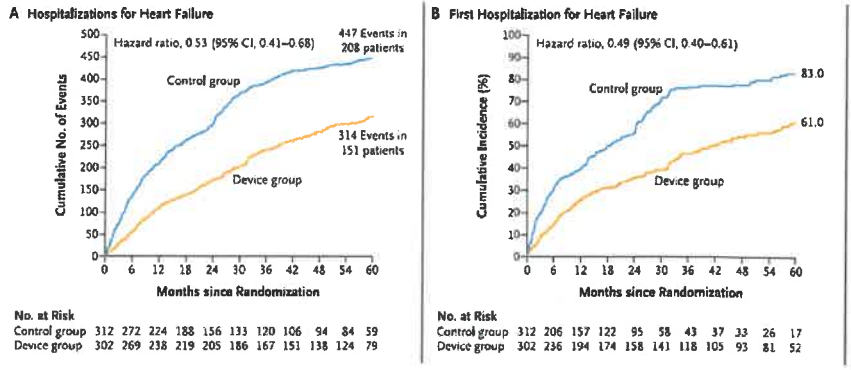 A Hospitalizations for Heart Failure
Cumulative No. of Events
500
450
400
350
300
250
200
150
100
50
0
Hazard ratio, 0.53 (95% CI, 0.41–0.68)
447 Events in
208 patients
Control group
314 Events in
151 patients
Device group
0 6 12 18 24 30 36 42 48 54 60
Months since Randomization
No. at Risk
Control group 312 272 224 188 156 133 120 106 94 84 59
Device group 302 269 238 219 205 186 167 151 138 124 79
B First Hospitalization for Heart Failure
Cumulative Incidence (%)
100
90
80
70
60
50
40
30
20
10
0
Hazard ratio, 0.49 (95% CI, 0.40–0.61)
Control group
83.0
61.0
Device group
0 6 12 18 24 30 36 42 48 54 60
Months since Randomization
No. at Risk
Control group 312 206 157 122 95 58 43 37 33 26 17
Device group 302 236 194 174 158 141 118 105 93 81 52